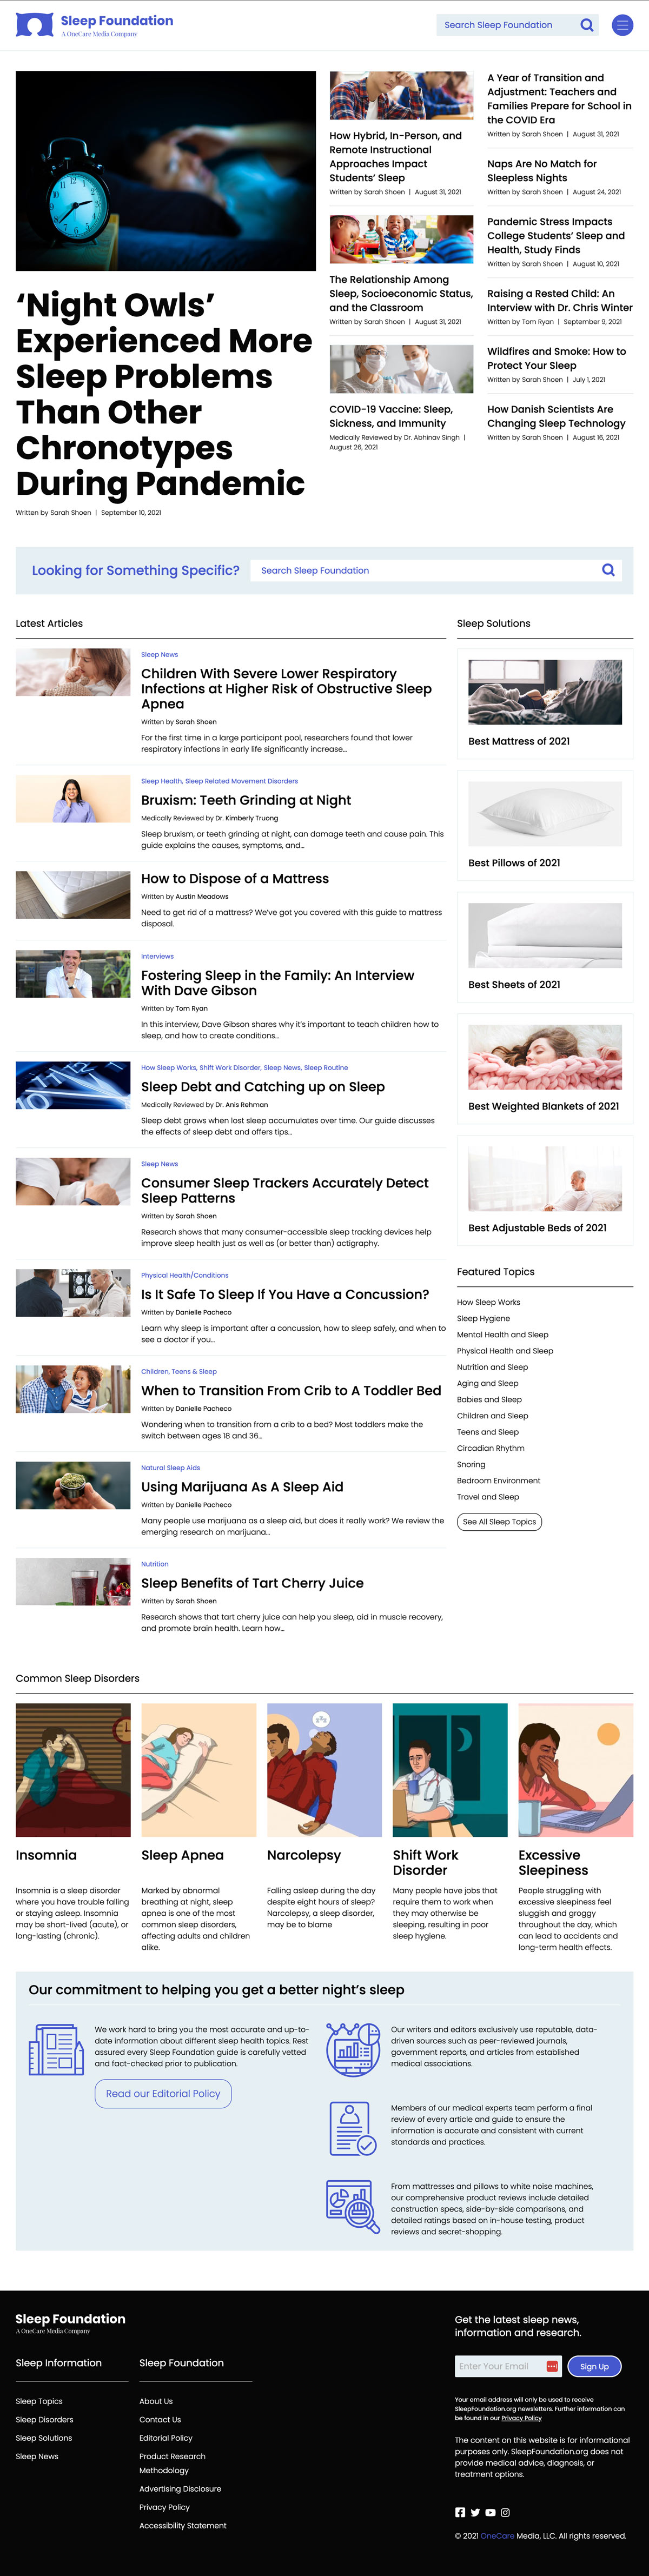 Sleep Foundation
A OneCare Media Company
Search Sleep Foundation
‘Night Owls’
Experienced More
Sleep Problems
Than Other
Chronotypes
During Pandemic
Written by Sarah Shoen | September 10, 2021
How Hybrid, In-Person, and
Remote Instructional
Approaches Impact
Students’ Sleep
Written by Sarah Shoen | August 31, 2021
The Relationship Among
Sleep, Socioeconomic Status,
and the Classroom
Written by Sarah Shoen | August 31, 2021
COVID-19 Vaccine: Sleep,
Sickness, and Immunity
Medically Reviewed by Dr. Abhinav Singh |
August 26, 2021
A Year of Transition and
Adjustment: Teachers and
Families Prepare for School in
the COVID Era
Written by Sarah Shoen | August 31, 2021
Naps Are No Match for
Sleepless Nights
Written by Sarah Shoen | August 24, 2021
Pandemic Stress Impacts
College Students’ Sleep and
Health, Study Finds
Written by Sarah Shoen | August 10, 2021
Raising a Rested Child: An
Interview with Dr. Chris Winter
Written by Tom Ryan | September 9, 2021
Wildfires and Smoke: How to
Protect Your Sleep
Written by Sarah Shoen | July 1, 2021
How Danish Scientists Are
Changing Sleep Technology
Written by Sarah Shoen | August 16, 2021
Looking for Something Specific?
Search Sleep Foundation
Latest Articles
Sleep News
Children With Severe Lower Respiratory
Infections at Higher Risk of Obstructive Sleep
Apnea
Written by Sarah Shoen
For the first time in a large participant pool, researchers found that lower
respiratory infections in early life significantly increase...
Sleep Health, Sleep Related Movement Disorders
Bruxism: Teeth Grinding at Night
Medically Reviewed by Dr. Kimberly Truong
Sleep bruxism, or teeth grinding at night, can damage teeth and cause pain. This
guide explains the causes, symptoms, and...
How to Dispose of a Mattress
Written by Austin Meadows
Need to get rid of a mattress? We’ve got you covered with this guide to mattress
disposal.
Interviews
Fostering Sleep in the Family: An Interview
With Dave Gibson
Written by Tom Ryan
In this interview, Dave Gibson shares why it’s important to teach children how to
sleep, and how to create conditions...
How Sleep Works, Shift Work Disorder, Sleep News, Sleep Routine
Sleep Debt and Catching up on Sleep
Medically Reviewed by Dr. Anis Rehman
Sleep debt grows when lost sleep accumulates over time. Our guide discusses
the effects of sleep debt and offers tips...
Sleep News
Consumer Sleep Trackers Accurately Detect
Sleep Patterns
Written by Sarah Shoen
Research shows that many consumer-accessible sleep tracking devices help
improve sleep health just as well as (or better than) actigraphy.
Physical Health/Conditions
Is It Safe To Sleep If You Have a Concussion?
Written by Danielle Pacheco
Learn why sleep is important after a concussion, how to sleep safely, and when to
see a doctor if you...
Children, Teens & Sleep
When to Transition From Crib to A Toddler Bed
Written by Danielle Pacheco
Wondering when to transition from a crib to a bed? Most toddlers make the
switch between ages 18 and 36...
Natural Sleep Aids
Using Marijuana As A Sleep Aid
Written by Danielle Pacheco
Many people use marijuana as a sleep aid, but does it really work? We review the
emerging research on marijuana...
Nutrition
Sleep Benefits of Tart Cherry Juice
Written by Sarah Shoen
Research shows that tart cherry juice can help you sleep, aid in muscle recovery,
and promote brain health. Learn how...
Sleep Solutions
Best Mattress of 2021
Best Pillows of 2021
Best Sheets of 2021
Best Weighted Blankets of 2021
Best Adjustable Beds of 2021
Featured Topics
How Sleep Works
Sleep Hygiene
Mental Health and Sleep
Physical Health and Sleep
Nutrition and Sleep
Aging and Sleep
Babies and Sleep
Children and Sleep
Teens and Sleep
Circadian Rhythm
Snoring
Bedroom Environment
Travel and Sleep
See All Sleep Topics
Common Sleep Disorders
Insomnia
Insomnia is a sleep disorder
where you have trouble falling
or staying asleep. Insomnia
may be short-lived (acute), or
long-lasting (chronic).
Sleep Apnea
Marked by abnormal
breathing at night, sleep
apnea is one of the most
common sleep disorders,
affecting adults and children
alike.
Narcolepsy
Falling asleep during the day
despite eight hours of sleep?
Narcolepsy, a sleep disorder,
may be to blame
Shift Work
Disorder
Many people have jobs that
require them to work when
they may otherwise be
sleeping, resulting in poor
sleep hygiene.
Excessive
Sleepiness
People struggling with
excessive sleepiness feel
sluggish and groggy
throughout the day, which
can lead to accidents and
long-term health effects.
Our commitment to helping you get a better night’s sleep
We work hard to bring you the most accurate and up-to-
date information about different sleep health topics. Rest
assured every Sleep Foundation guide is carefully vetted
and fact-checked prior to publication.
Read our Editorial Policy
Our writers and editors exclusively use reputable, data-
driven sources such as peer-reviewed journals,
government reports, and articles from established
medical associations.
Members of our medical experts team perform a final
review of every article and guide to ensure the
information is accurate and consistent with current
standards and practices.
From mattresses and pillows to white noise machines,
our comprehensive product reviews include detailed
construction specs, side-by-side comparisons, and
detailed ratings based on in-house testing, product
reviews and secret-shopping.
Sleep Foundation
A OneCare Media Company
Sleep Information
Sleep Topics
Sleep Disorders
Sleep Solutions
Sleep News
Sleep Foundation
About Us
Contact Us
Editorial Policy
Product Research
Methodology
Advertising Disclosure
Privacy Policy
Accessibility Statement
Get the latest sleep news,
information and research.
Enter Your Email
Sign Up
Your email address will only be used to receive
SleepFoundation.org newsletters. Further information can
be found in our Privacy Policy
The content on this website is for informational
purposes only. SleepFoundation.org does not
provide medical advice, diagnosis, or
treatment options.
© 2021 OneCare Media, LLC. All rights reserved.